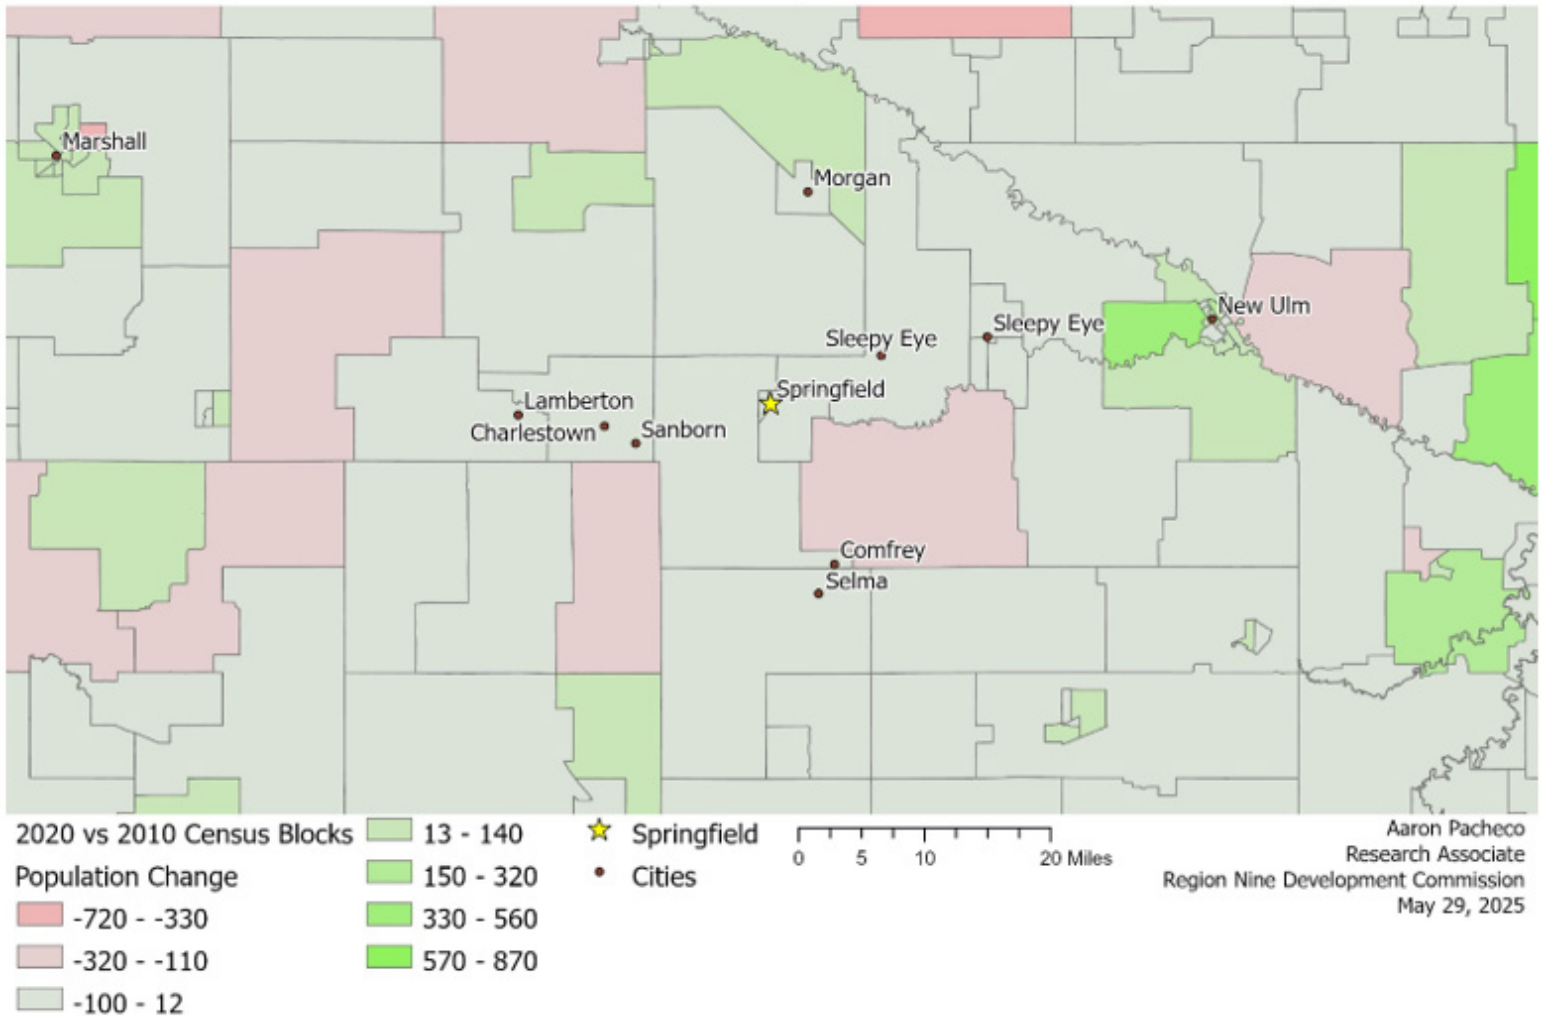 Marshall
Morgan
New Ulm
Sleepy Eye
Sleepy Eye
Springfield
Lamberton
Charlestown
Sanborn
Comfrey
Selma
2020 vs 2010 Census Blocks
Population Change
-720 - -330
-320 - -110
-100 - 12
13 - 140
150 - 320
330 - 560
570 - 870
Springfield
Cities
0 5 10 20 Miles
Aaron Pacheco
Research Associate
Region Nine Development Commission
May 29, 2025